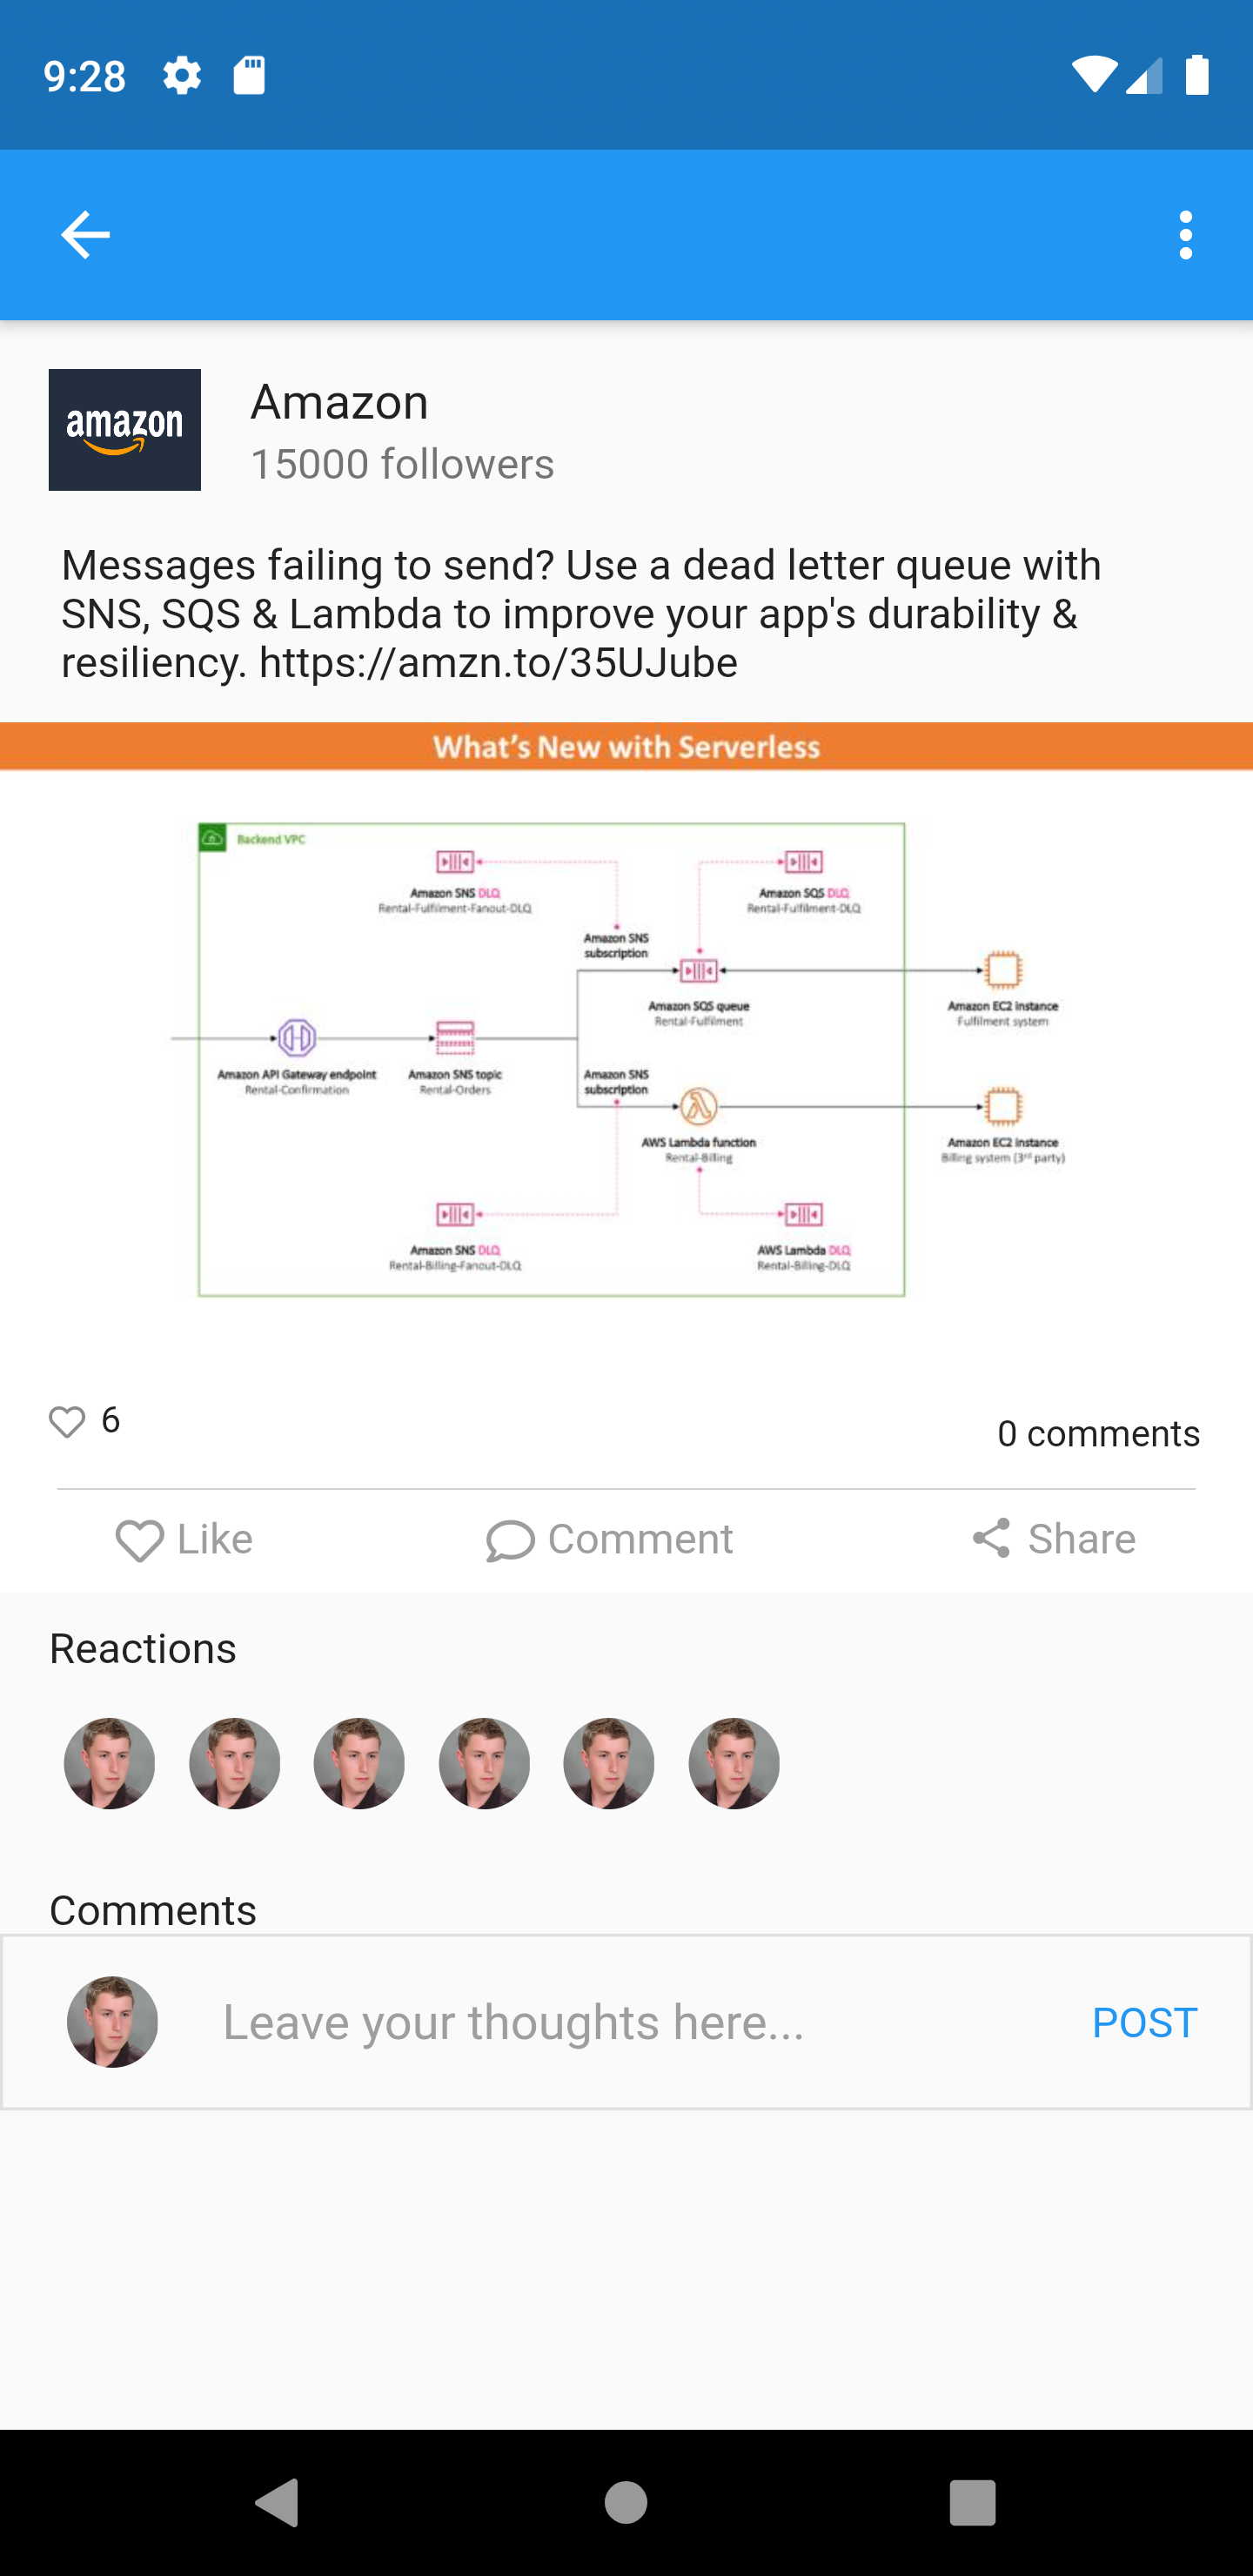 9:28
amazon
Amazon
15000 followers
Messages failing to send? Use a dead letter queue with
SNS, SQS & Lambda to improve your app's durability &
resiliency. https://amzn.to/35UJube
What's New with Serverless
Backend VPC
Amazon SNS DLQ
Rental-Fulfilment-Fanout-DLQ
Amazon SQS DLQ
Rental-Fulfilment-DLQ
Amazon SNS
subscription
Amazon SQS queue
Rental-Fulfilment
Amazon EC2 instance
Fulfilment system
Amazon API Gateway endpoint
Rental-Confirmation
Amazon SNS topic
Rental-Orders
Amazon SNS
subscription
AWS Lambda function
Rental-Billing
Amazon EC2 instance
Billing system (3rd party)
Amazon SNS DLQ
Rental-Billing-Fanout-DLQ
AWS Lambda DLQ
Rental-Billing-DLQ
6
0 comments
Like
Comment
Share
Reactions
Comments
Leave your thoughts here...
POST